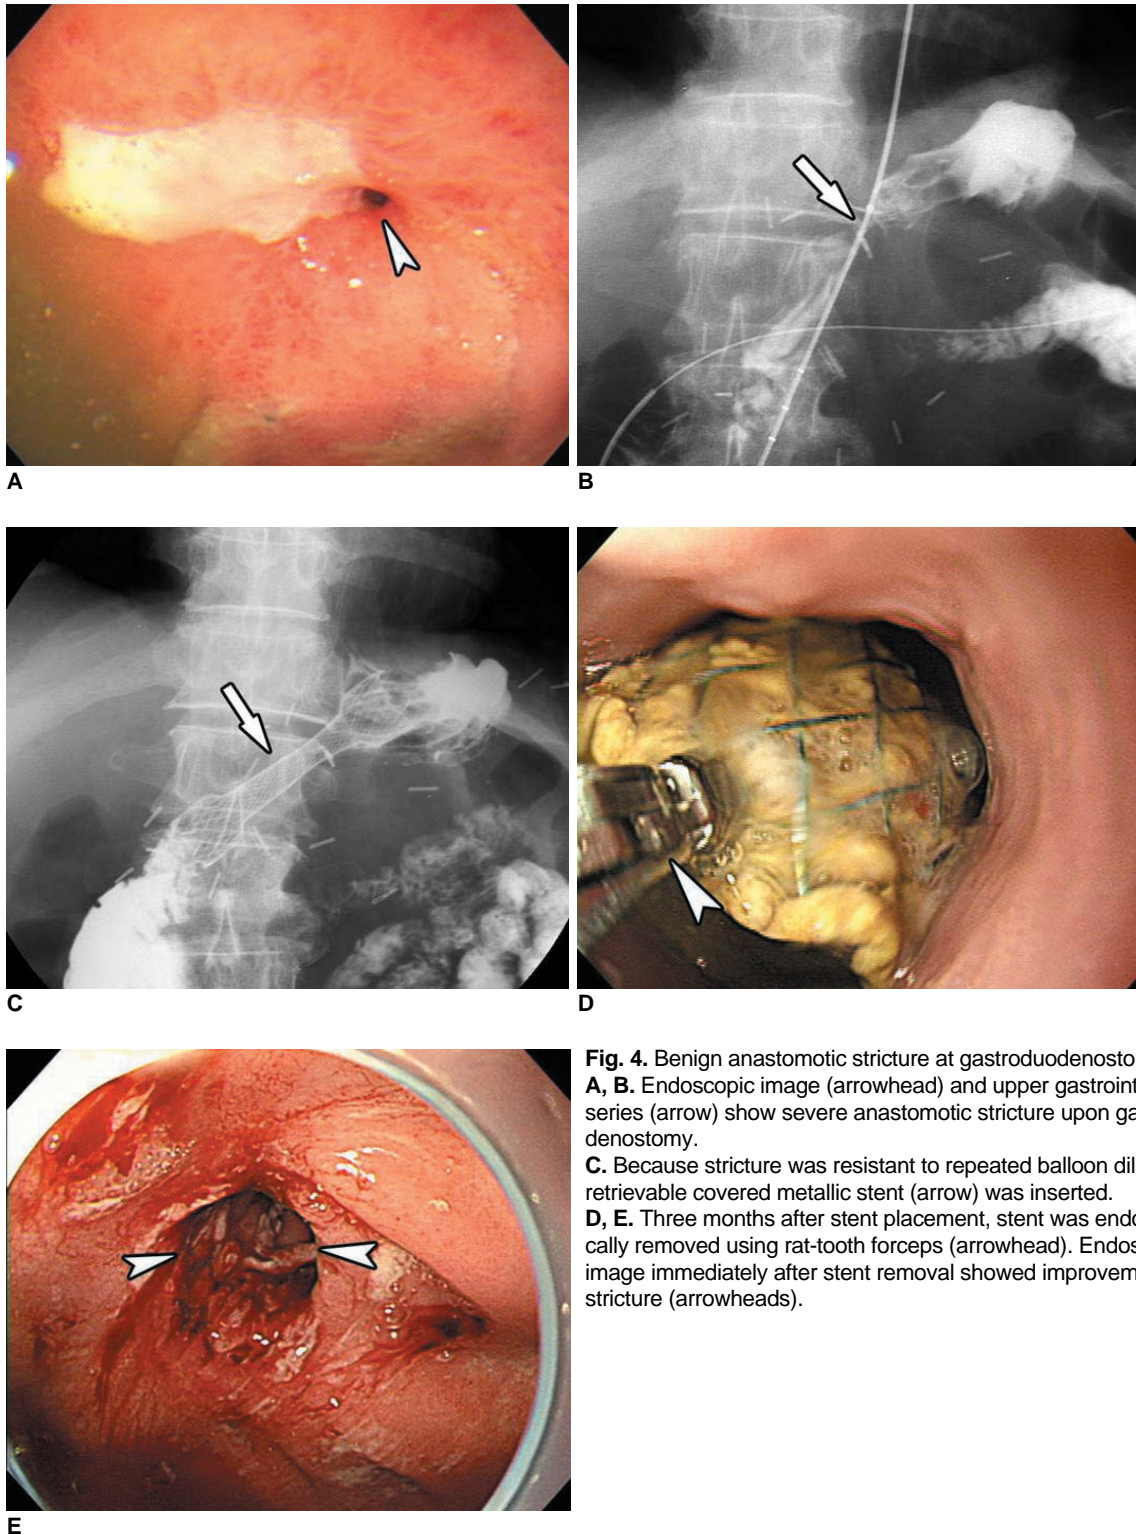 A
B
C
D
E
Fig. 4. Benign anastomotic stricture at gastroduodenosto
A, B. Endoscopic image (arrowhead) and upper gastroint
series (arrow) show severe anastomotic stricture upon ga
denostomy.
C. Because stricture was resistant to repeated balloon dil
retrievable covered metallic stent (arrow) was inserted.
D, E. Three months after stent placement, stent was endo
cally removed using rat-tooth forceps (arrowhead). Endos
image immediately after stent removal showed improvem
stricture (arrowheads).